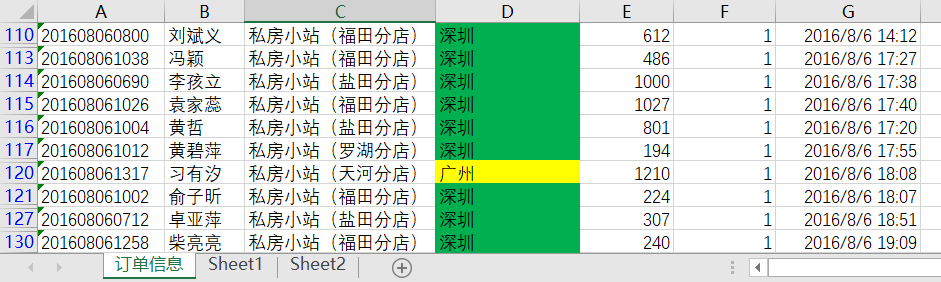 A B C D E F G
110 201608060800 刘斌义 私房小站（福田分店） 深圳 612 1 2016/8/6 14:12
113 201608061038 冯颖 私房小站（福田分店） 深圳 486 1 2016/8/6 17:27
114 201608060690 李孩立 私房小站（盐田分店） 深圳 1000 1 2016/8/6 17:38
115 201608061026 袁家蕊 私房小站（福田分店） 深圳 1027 1 2016/8/6 17:40
116 201608061004 黄哲 私房小站（盐田分店） 深圳 801 1 2016/8/6 17:20
117 201608061012 黄碧萍 私房小站（罗湖分店） 深圳 194 1 2016/8/6 17:55
120 201608061317 习有汐 私房小站（天河分店） 广州 1210 1 2016/8/6 18:08
121 201608061002 俞子昕 私房小站（福田分店） 深圳 224 1 2016/8/6 18:07
127 201608060712 卓亚萍 私房小站（盐田分店） 深圳 307 1 2016/8/6 18:51
130 201608061258 柴亮亮 私房小站（福田分店） 深圳 240 1 2016/8/6 19:09
订单信息 Sheet1 Sheet2